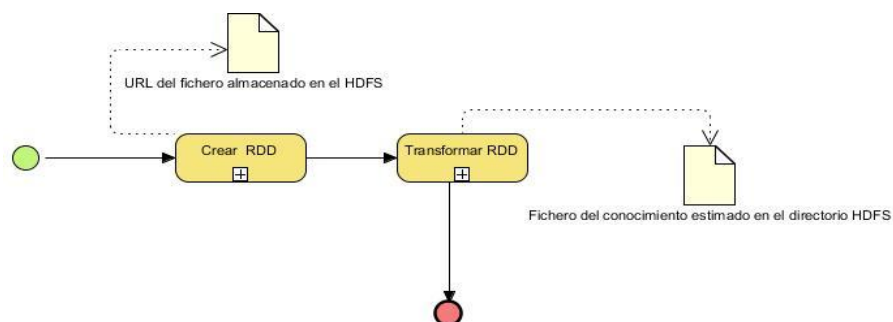 URL del fichero almacenado en el HDFS
Crear RDD
Transformar RDD
Fichero del conocimiento estimado en el directorio HDFS